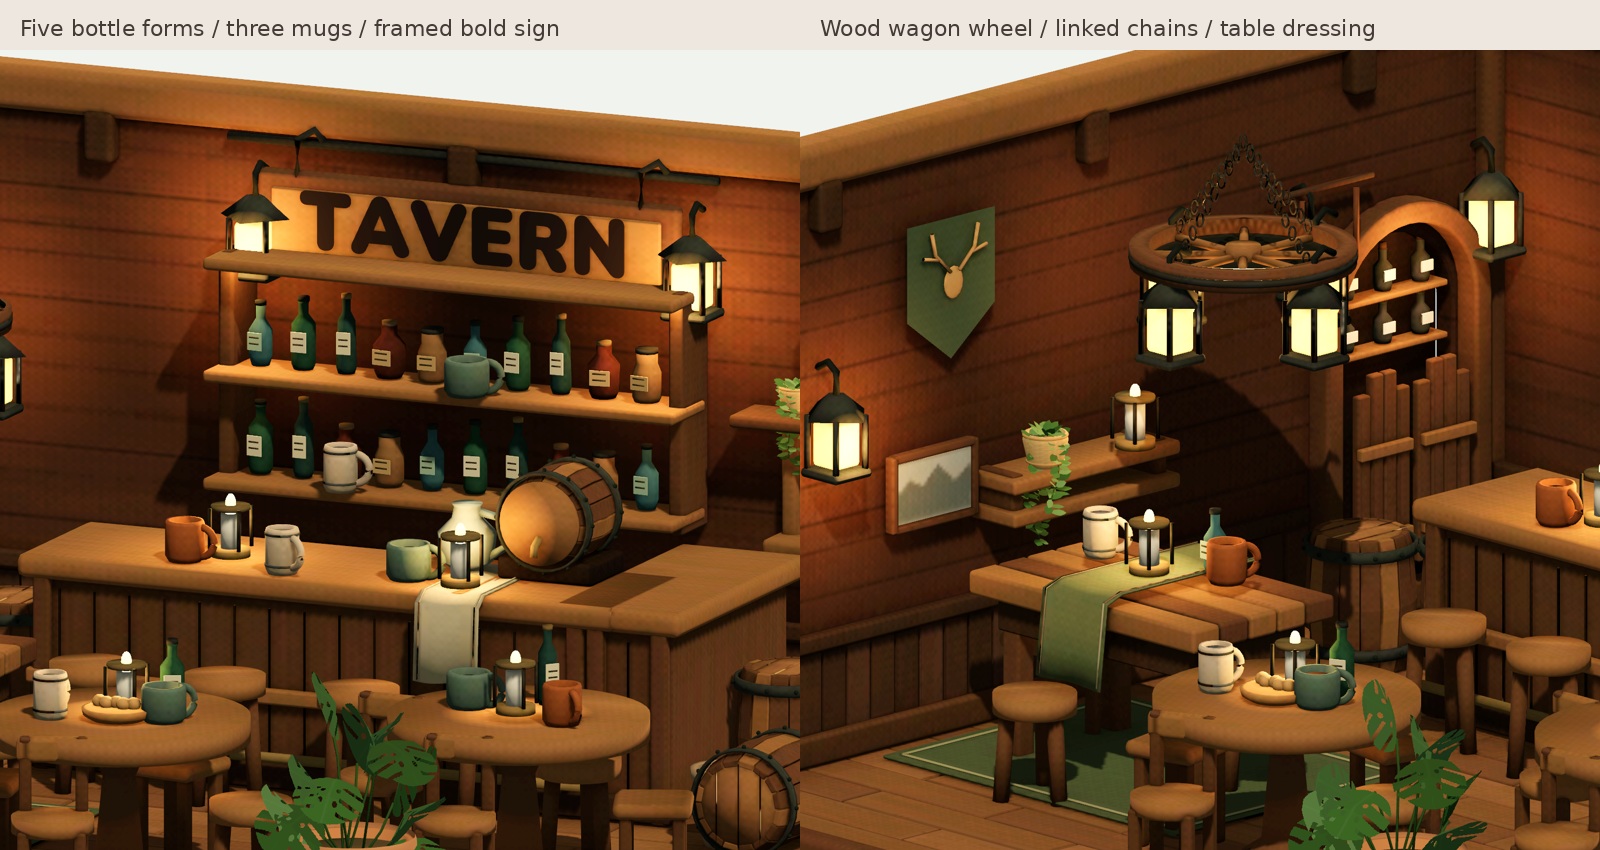 Five bottle forms / three mugs / framed bold sign
Wood wagon wheel / linked chains / table dressing
TAVERN